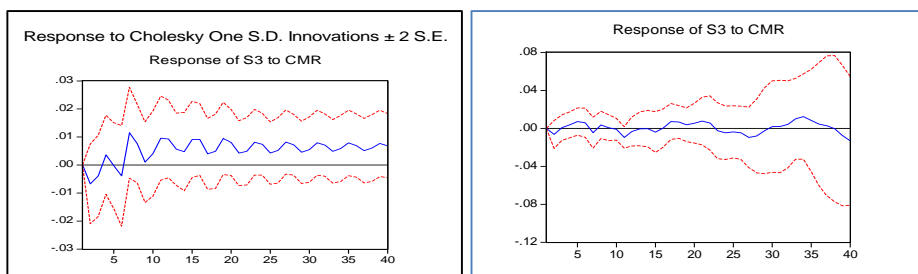 Response to Cholesky One S.D. Innovations ± 2 S.E.
Response of S3 to CMR
.03
.02
.01
.00
-.01
-.02
-.03
5 10 15 20 25 30 35 40
Response of S3 to CMR
.08
.04
.00
-.04
-.08
-.12
5 10 15 20 25 30 35 40